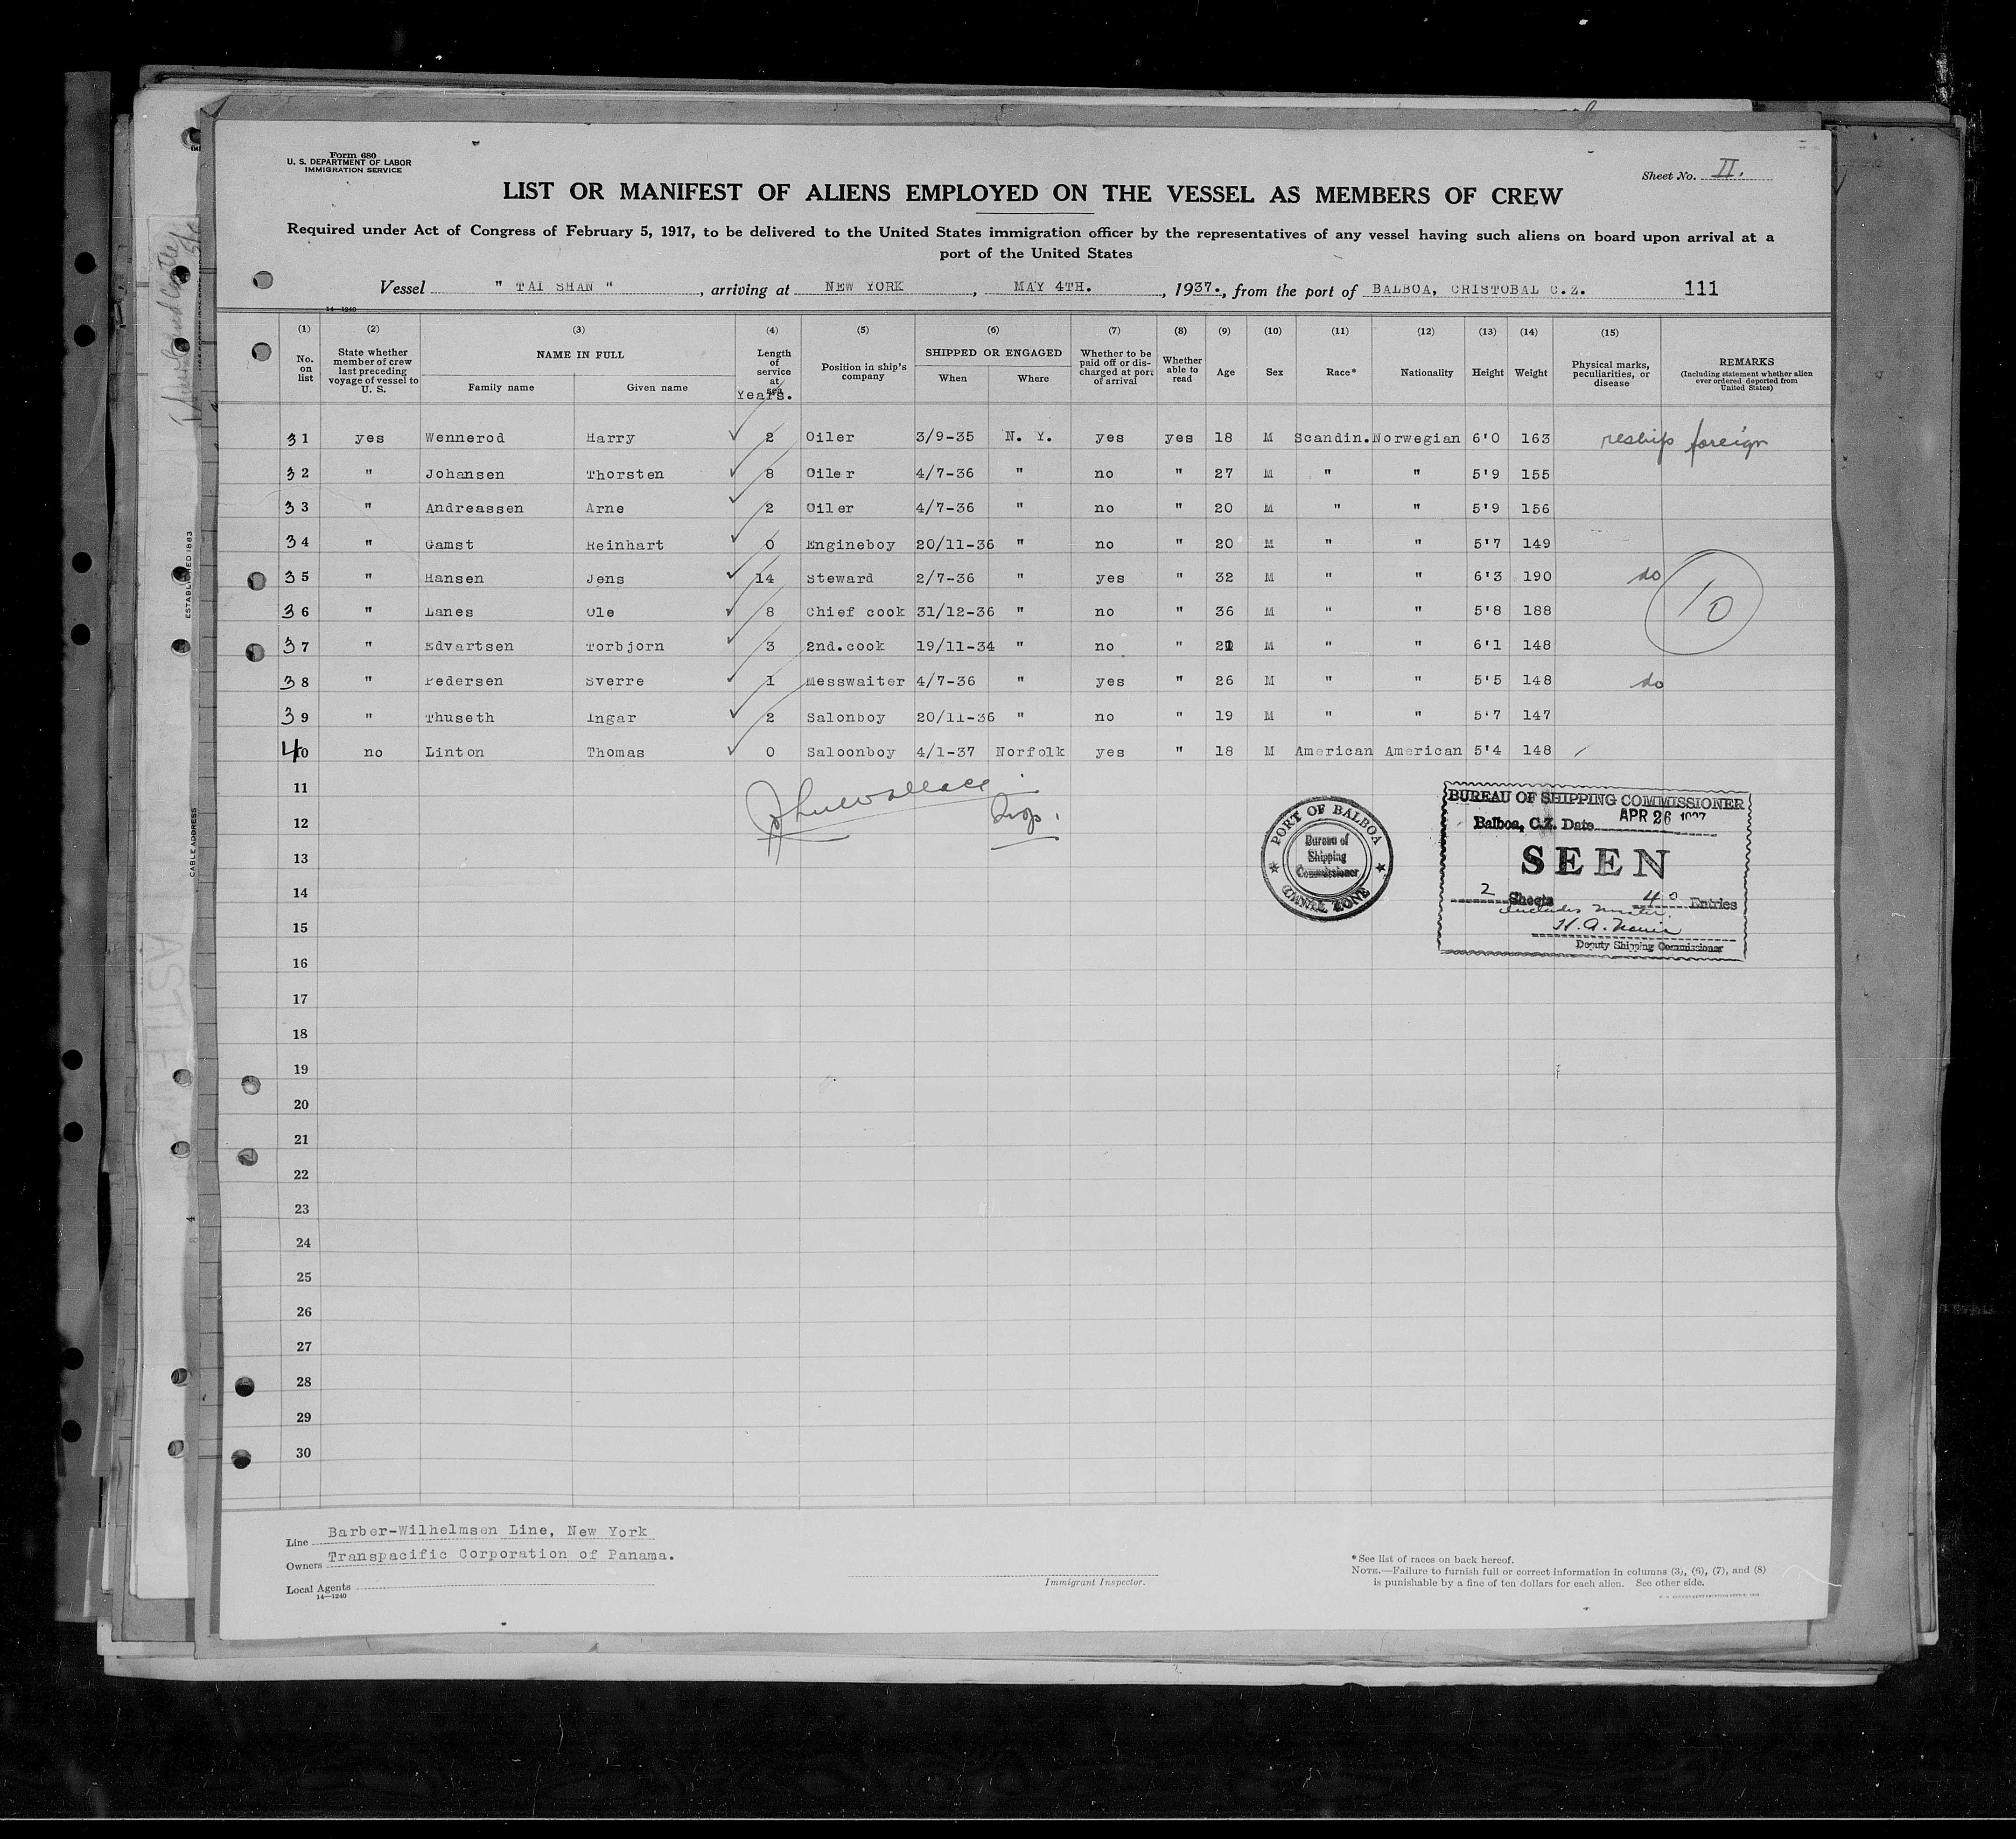 Form 680
U. S. DEPARTMENT OF LABOR
IMMIGRATION SERVICE
Sheet No. II.
LIST OR MANIFEST OF ALIENS EMPLOYED ON THE VESSEL AS MEMBERS OF CREW
Required under Act of Congress of February 5, 1917, to be delivered to the United States immigration officer by the representatives of any vessel having such aliens on board upon arrival at a
port of the United States
Vessel " TAI SHAN ", arriving at NEW YORK, MAY 4TH., 1937., from the port of BALBOA, CRISTOBAL C.Z. 111
14—1240
(1) (2) (3) (4) (5) (6) (7) (8) (9) (10) (11) (12) (13) (14) (15)
No. on list
State whether member of crew last preceding voyage of vessel to U. S.
NAME IN FULL
Family name
Given name
Length of service at sea
Years.
Position in ship's company
SHIPPED OR ENGAGED
When
Where
Whether to be paid off or discharged at port of arrival
Whether able to read
Age
Sex
Race*
Nationality
Height
Weight
Physical marks, peculiarities, or disease
REMARKS
(Including statement whether alien ever ordered deported from United States)
31 yes Wennerod Harry 2 Oiler 3/9-35 N. Y. yes yes 18 M Scandin. Norwegian 6'0 163 reship foreign
32 " Johansen Thorsten 8 Oiler 4/7-36 " no " 27 M " " 5'9 155
33 " Andreassen Arne 2 Oiler 4/7-36 " no " 20 M " " 5'9 156
34 " Gamst Reinhart 0 Engineboy 20/11-36 " no " 20 M " " 5'7 149
35 " Hansen Jens 14 Steward 2/7-36 " yes " 32 M " " 6'3 190 do
36 " Lanes Ole 8 Chief cook 31/12-36 " no " 36 M " " 5'8 188
10
37 " Edvartsen Torbjorn 3 2nd.cook 19/11-34 " no " 21 M " " 6'1 148
38 " Pedersen Sverre 1 Messwaiter 4/7-36 " yes " 26 M " " 5'5 148 do
39 " Thuseth Ingar 2 Salonboy 20/11-36 " no " 19 M " " 5'7 147
40 no Linton Thomas 0 Saloonboy 4/1-37 Norfolk yes " 18 M American American 5'4 148
11
12
13
14
15
16
17
18
19
20
21
22
23
24
25
26
27
28
29
30
Insp.
PORT OF BALBOA
Bureau of
Shipping
Commissioner
CANAL ZONE
BUREAU OF SHIPPING COMMISSIONER
Balboa, C.Z. Date APR 26 1937
SEEN
2 Sheets 40 Entries
includes master.
Deputy Shipping Commissioner
Line Barber-Wilhelmsen Line, New York
Owners Transpacific Corporation of Panama.
Local Agents
14—1240
Immigrant Inspector.
*See list of races on back hereof.
NOTE.—Failure to furnish full or correct information in columns (3), (6), (7), and (8)
is punishable by a fine of ten dollars for each alien. See other side.
ESTABLISHED 1883
CABLE ADDRESS